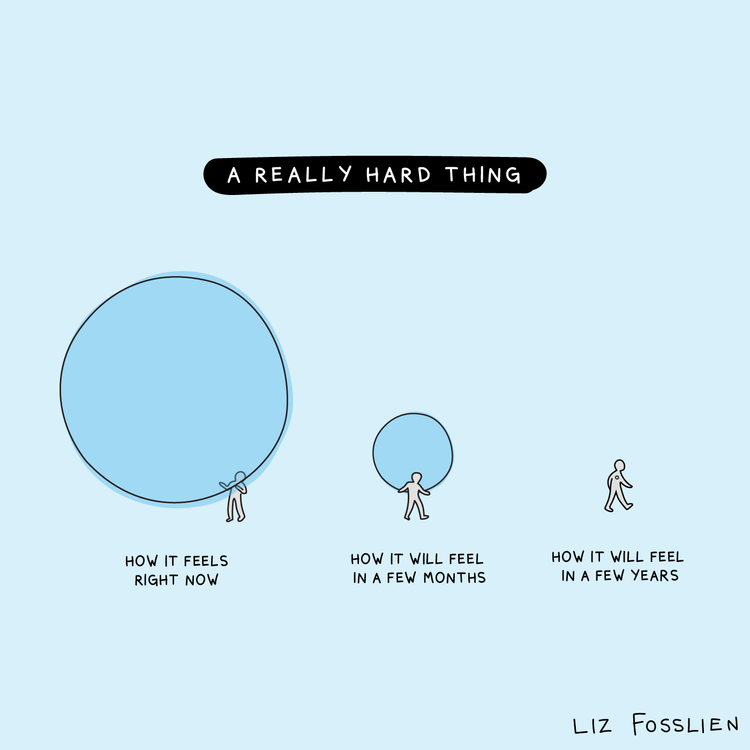 A REALLY HARD THING
HOW IT FEELS
RIGHT NOW
HOW IT WILL FEEL
IN A FEW MONTHS
HOW IT WILL FEEL
IN A FEW YEARS
LIZ FOSSLIEN